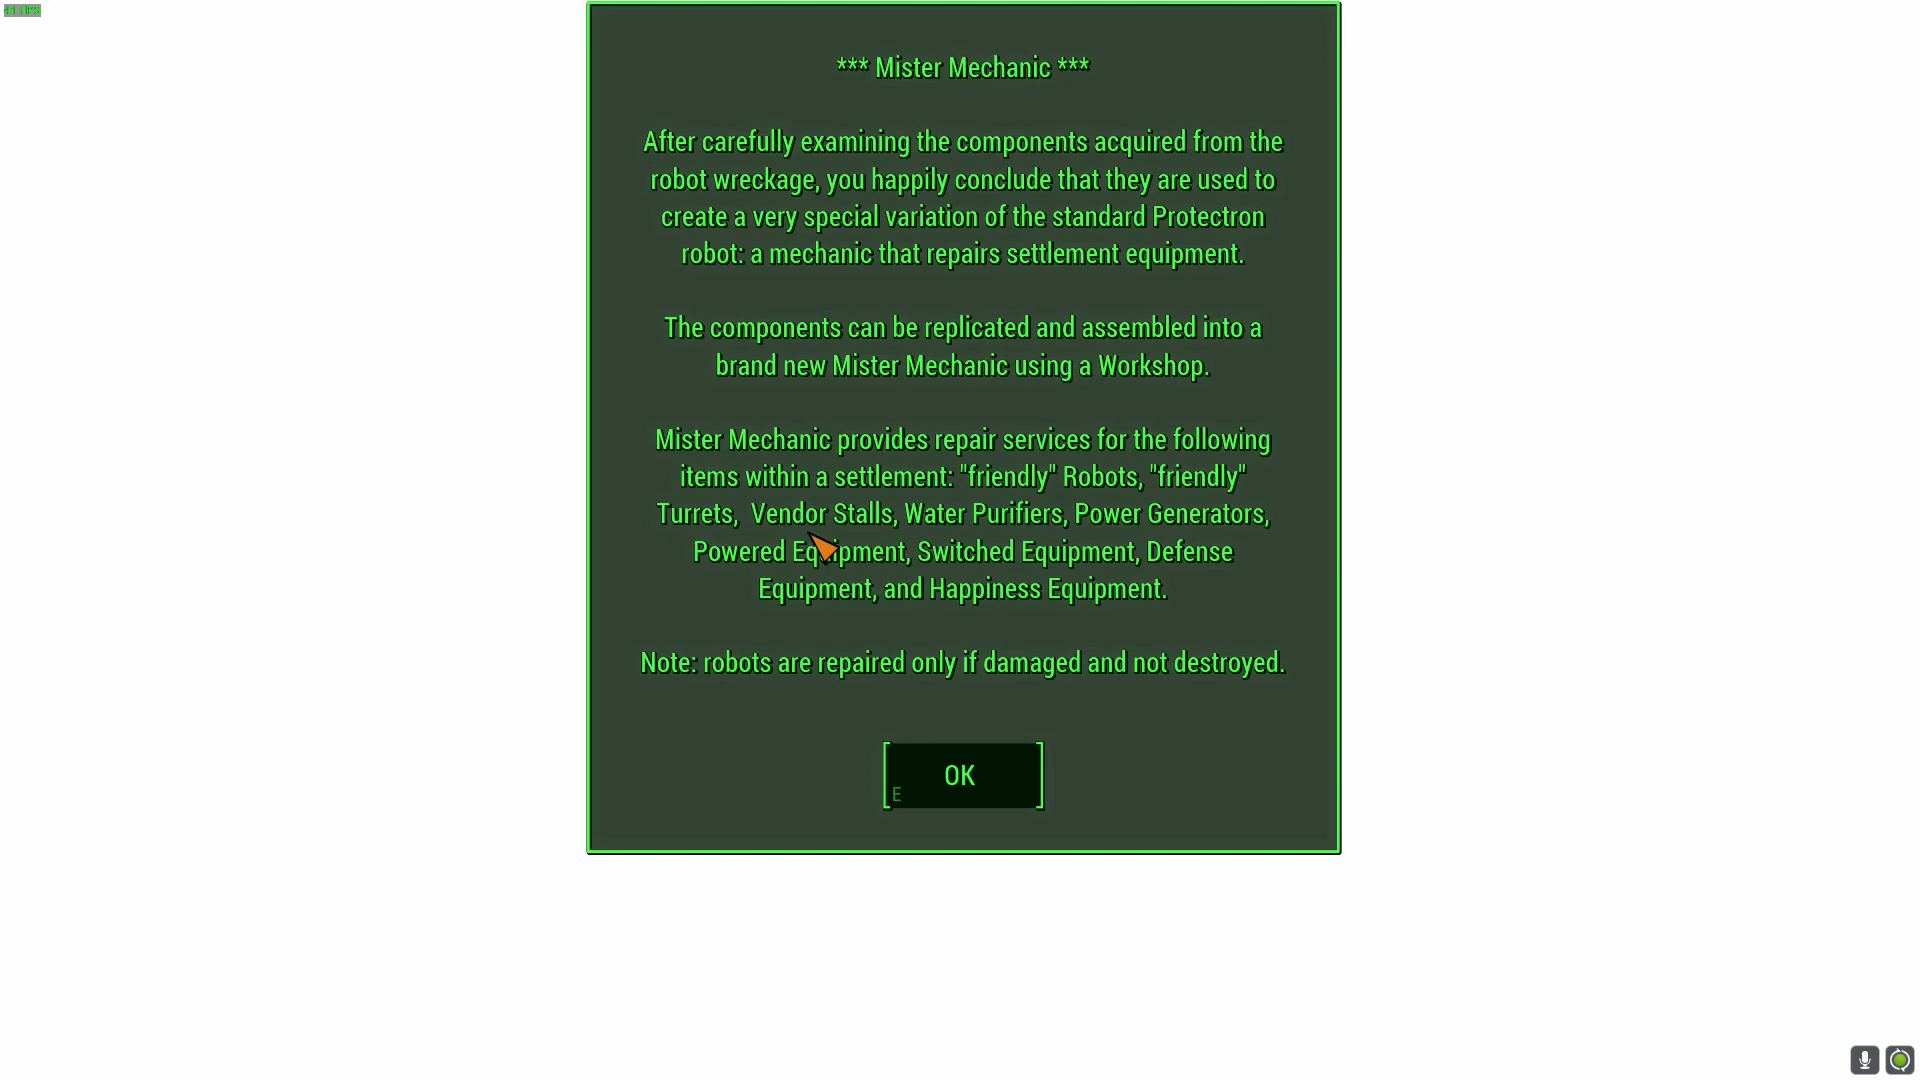 *** Mister Mechanic ***
After carefully examining the components acquired from the
robot wreckage, you happily conclude that they are used to
create a very special variation of the standard Protectron
robot: a mechanic that repairs settlement equipment.
The components can be replicated and assembled into a
brand new Mister Mechanic using a Workshop.
Mister Mechanic provides repair services for the following
items within a settlement: "friendly" Robots, "friendly"
Turrets,  Vendor Stalls, Water Purifiers, Power Generators,
Powered Equipment, Switched Equipment, Defense
Equipment, and Happiness Equipment.
Note: robots are repaired only if damaged and not destroyed.
OK
E